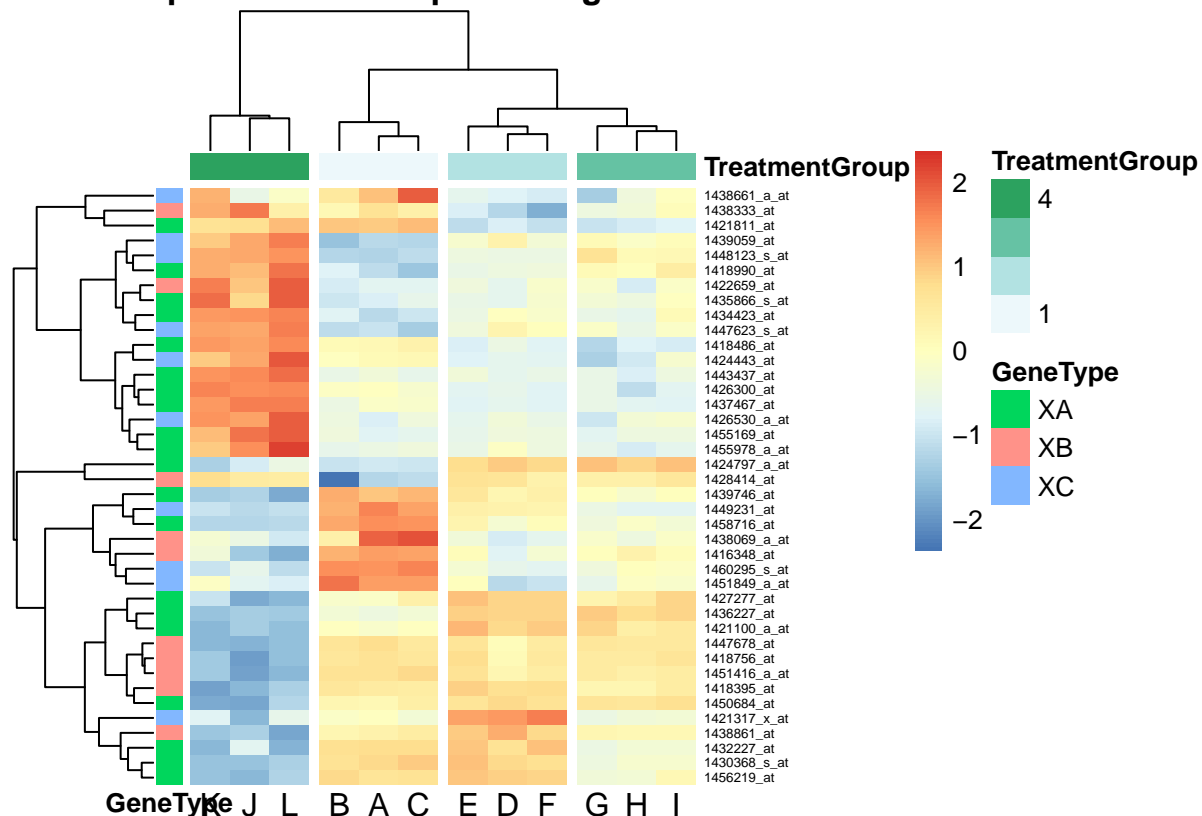 TreatmentGroup
1438661_a_at
1438333_at
1421811_at
1439059_at
1448123_s_at
1418990_at
1422659_at
1435866_s_at
1434423_at
1447623_s_at
1418486_at
1424443_at
1443437_at
1426300_at
1437467_at
1426530_a_at
1455169_at
1455978_a_at
1424797_a_at
1428414_at
1439746_at
1449231_at
1458716_at
1438069_a_at
1416348_at
1460295_s_at
1451849_a_at
1427277_at
1436227_at
1421100_a_at
1447678_at
1418756_at
1451416_a_at
1418395_at
1450684_at
1421317_x_at
1438861_at
1432227_at
1430368_s_at
1456219_at
GeneType
K J L B A C E D F G H I
2
1
0
−1
−2
TreatmentGroup
4
1
GeneType
XA
XB
XC